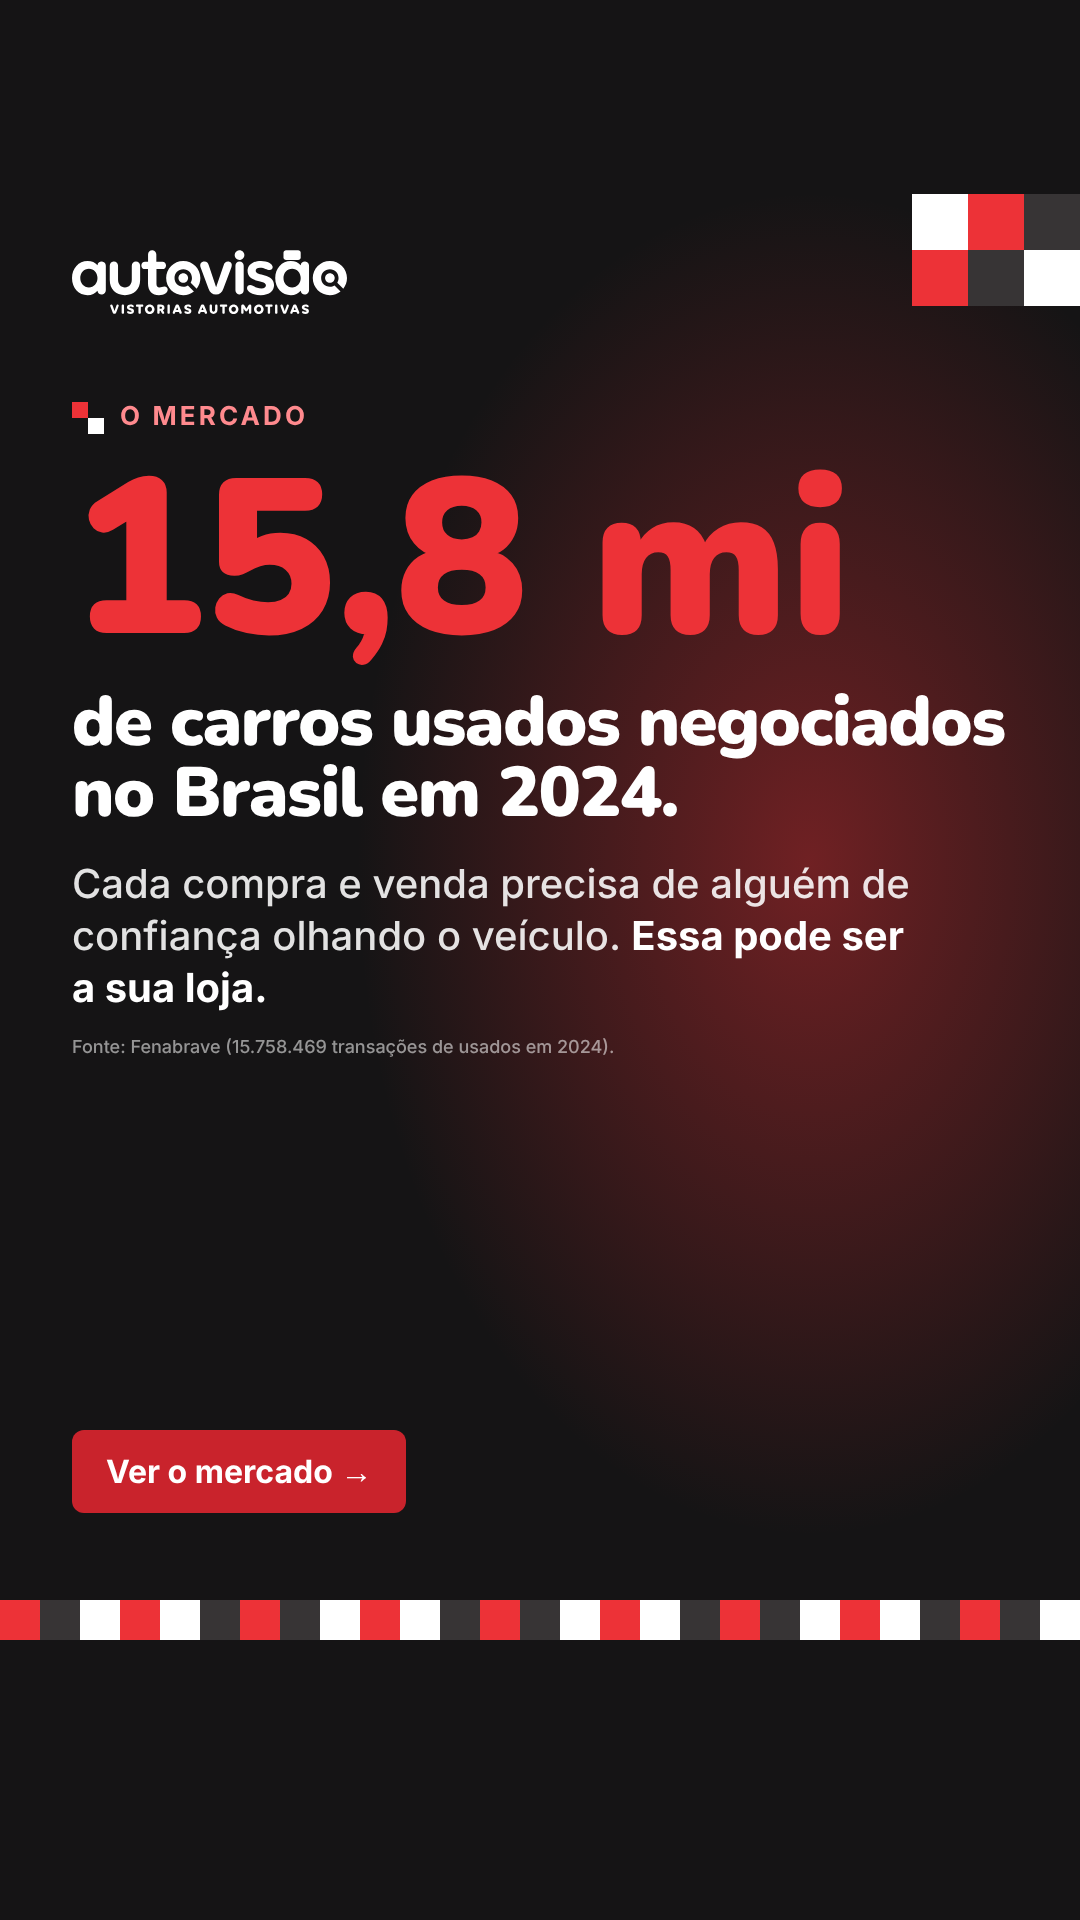 autovisão
VISTORIAS AUTOMOTIVAS
O MERCADO
15,8 mi
de carros usados negociados
no Brasil em 2024.
Cada compra e venda precisa de alguém de
confiança olhando o veículo. Essa pode ser
a sua loja.
Fonte: Fenabrave (15.758.469 transações de usados em 2024).
Ver o mercado →